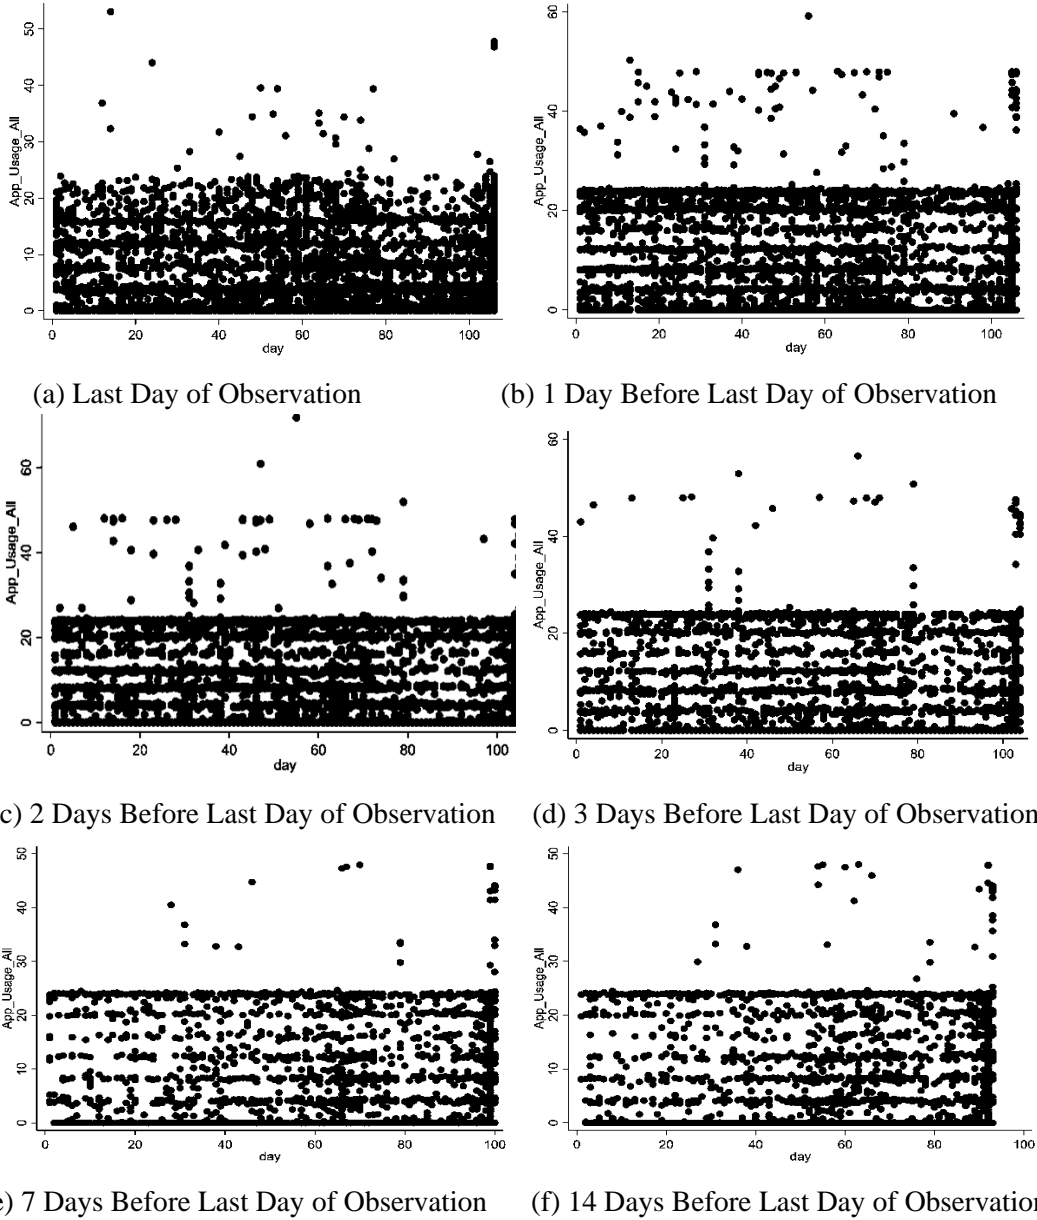 App_Usage_All
50
40
30
20
10
0
0 20 40 60 80 100
day
App_Usage_All
60
40
20
0
0 20 40 60 80 100
day
(a) Last Day of Observation
(b) 1 Day Before Last Day of Observation
App_Usage_All
60
40
20
0
0 20 40 60 80 100
day
App_Usage_All
60
40
20
0
0 20 40 60 80 100
day
c) 2 Days Before Last Day of Observation
(d) 3 Days Before Last Day of Observation
App_Usage_All
50
40
30
20
10
0
0 20 40 60 80 100
day
App_Usage_All
50
40
30
20
10
0
0 20 40 60 80 100
day
e) 7 Days Before Last Day of Observation
(f) 14 Days Before Last Day of Observation